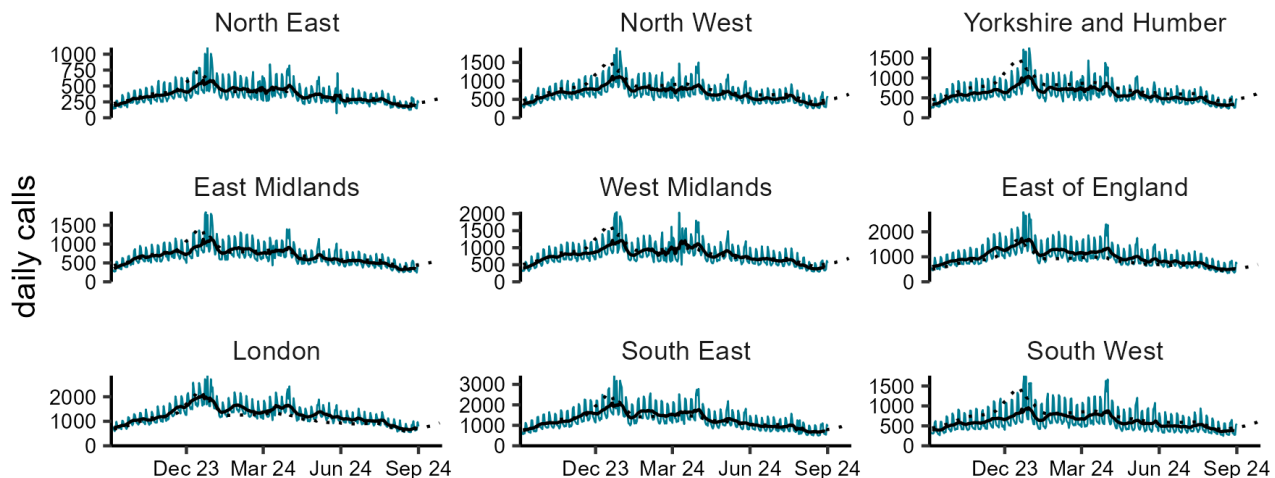 North East
North West
Yorkshire and Humber
1000
750
500
250
0
1500
1000
500
0
1500
1000
500
0
daily calls
East Midlands
West Midlands
East of England
1500
1000
500
0
2000
1500
1000
500
0
2000
1000
0
London
South East
South West
2000
1000
0
3000
2000
1000
0
1500
1000
500
0
Dec 23 Mar 24 Jun 24 Sep 24
Dec 23 Mar 24 Jun 24 Sep 24
Dec 23 Mar 24 Jun 24 Sep 24